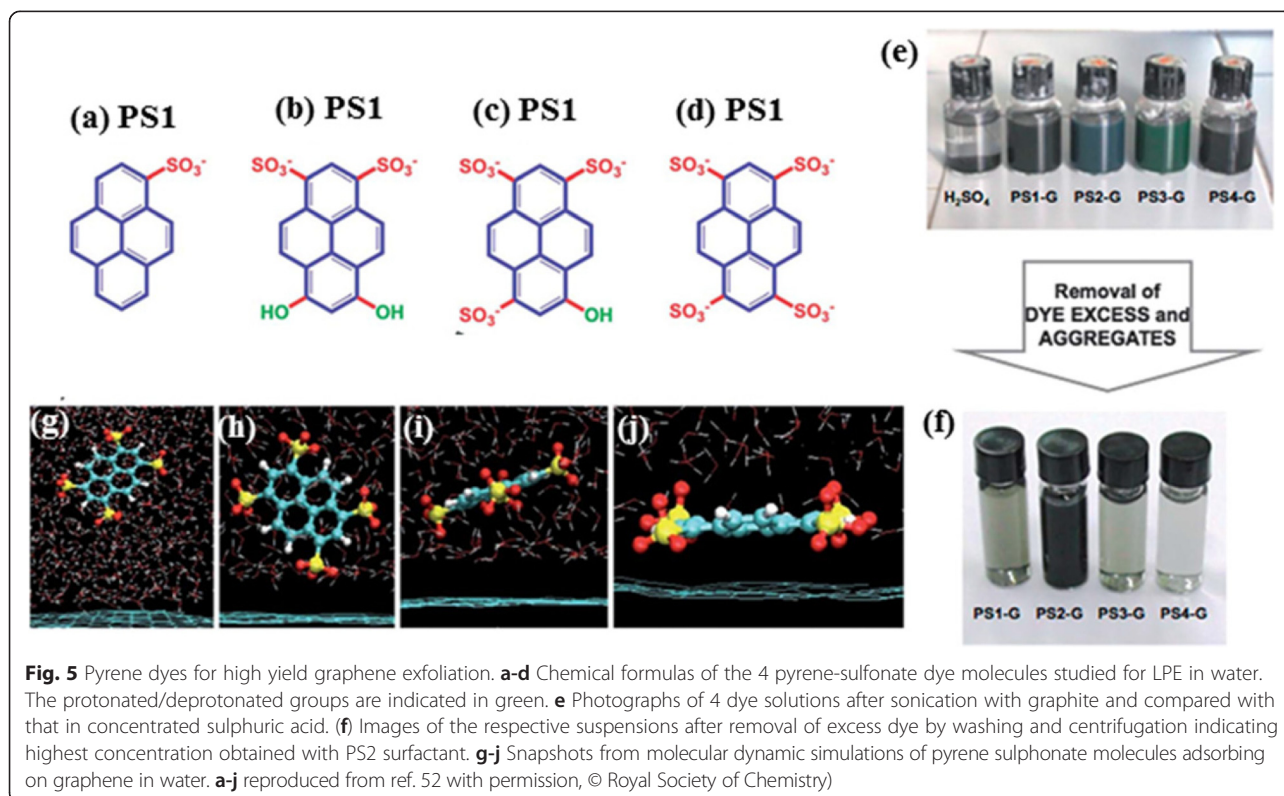 (a) PS1
SO₃⁻
(b) PS1
SO₃⁻ SO₃⁻
HO OH
(c) PS1
SO₃⁻ SO₃⁻
SO₃⁻ OH
(d) PS1
SO₃⁻ SO₃⁻
SO₃⁻ SO₃⁻
(e)
H₂SO₄ PS1-G PS2-G PS3-G PS4-G
Removal of
DYE EXCESS and
AGGREGATES
(f)
PS1-G PS2-G PS3-G PS4-G
(g)
(h)
(i)
(j)
Fig. 5 Pyrene dyes for high yield graphene exfoliation. a-d Chemical formulas of the 4 pyrene-sulfonate dye molecules studied for LPE in water.
The protonated/deprotonated groups are indicated in green. e Photographs of 4 dye solutions after sonication with graphite and compared with
that in concentrated sulphuric acid. (f) Images of the respective suspensions after removal of excess dye by washing and centrifugation indicating
highest concentration obtained with PS2 surfactant. g-j Snapshots from molecular dynamic simulations of pyrene sulphonate molecules adsorbing
on graphene in water. a-j reproduced from ref. 52 with permission, © Royal Society of Chemistry)